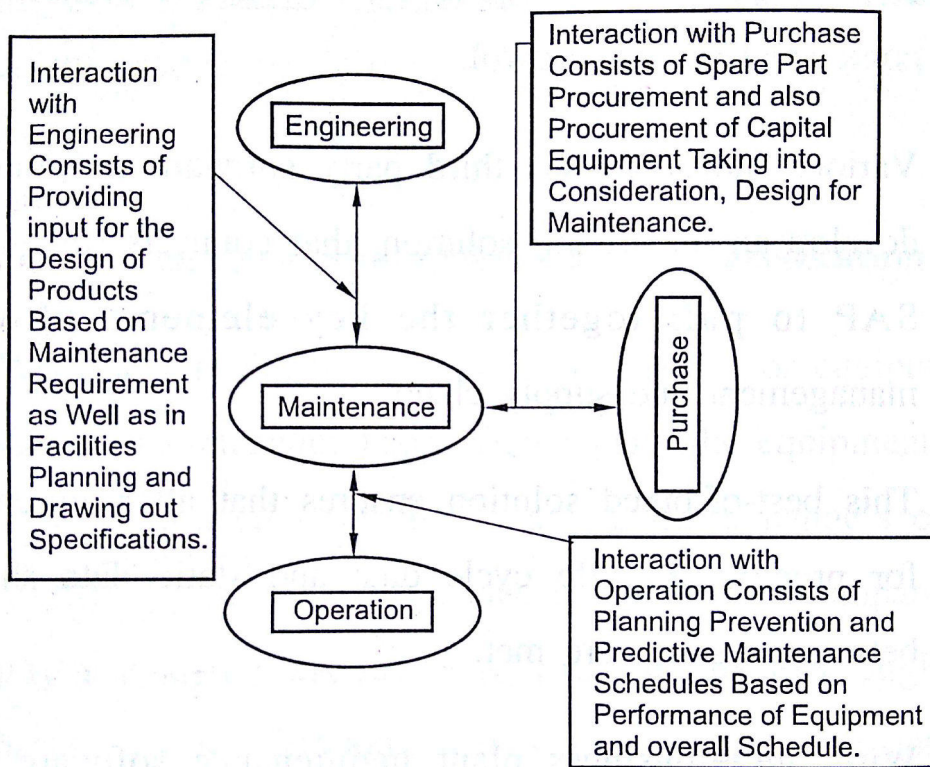 Interaction
with
Engineering
Consists of
Providing
input for the
Design of
Products
Based on
Maintenance
Requirement
as Well as in
Facilities
Planning and
Drawing out
Specifications.
Engineering
Interaction with Purchase
Consists of Spare Part
Procurement and also
Procurement of Capital
Equipment Taking into
Consideration, Design for
Maintenance.
Maintenance
Purchase
Operation
Interaction with
Operation Consists of
Planning Prevention and
Predictive Maintenance
Schedules Based on
Performance of Equipment
and overall Schedule.